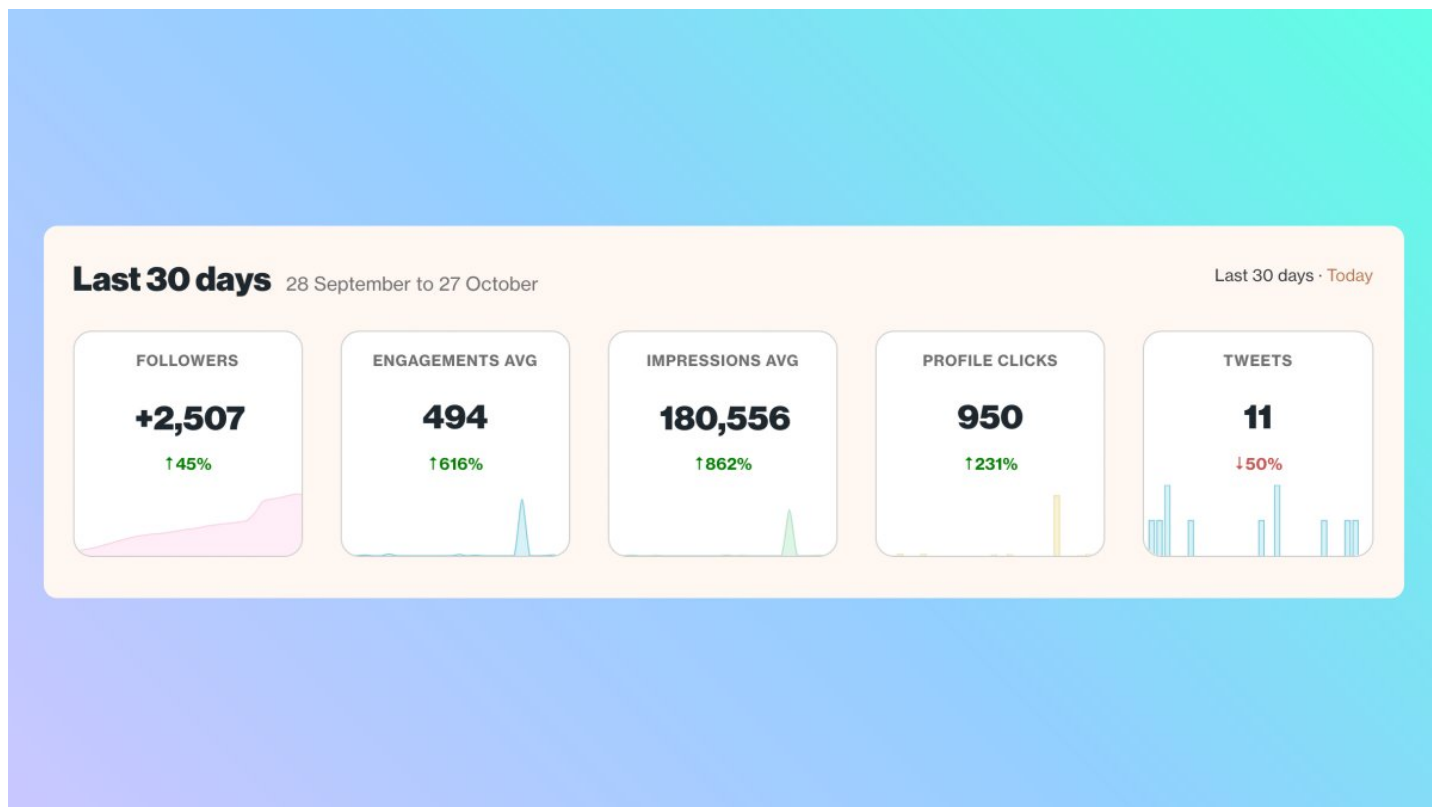 Last 30 days 28 September to 27 October
Last 30 days · Today
FOLLOWERS
+2,507
↑45%
ENGAGEMENTS AVG
494
↑616%
IMPRESSIONS AVG
180,556
↑862%
PROFILE CLICKS
950
↑231%
TWEETS
11
↓50%